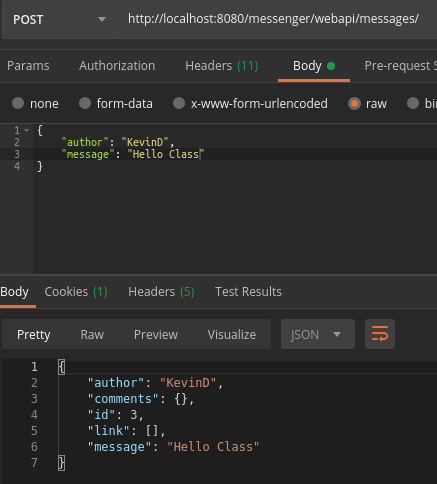 POST http://localhost:8080/messenger/webapi/messages/
Params Authorization Headers (11) Body Pre-request S
none form-data x-www-form-urlencoded raw bin
1 {
2 "author": "KevinD",
3 "message": "Hello Class"
4 }
Body Cookies (1) Headers (5) Test Results
Pretty Raw Preview Visualize JSON
1 {
2 "author": "KevinD",
3 "comments": {},
4 "id": 3,
5 "link": [],
6 "message": "Hello Class"
7 }